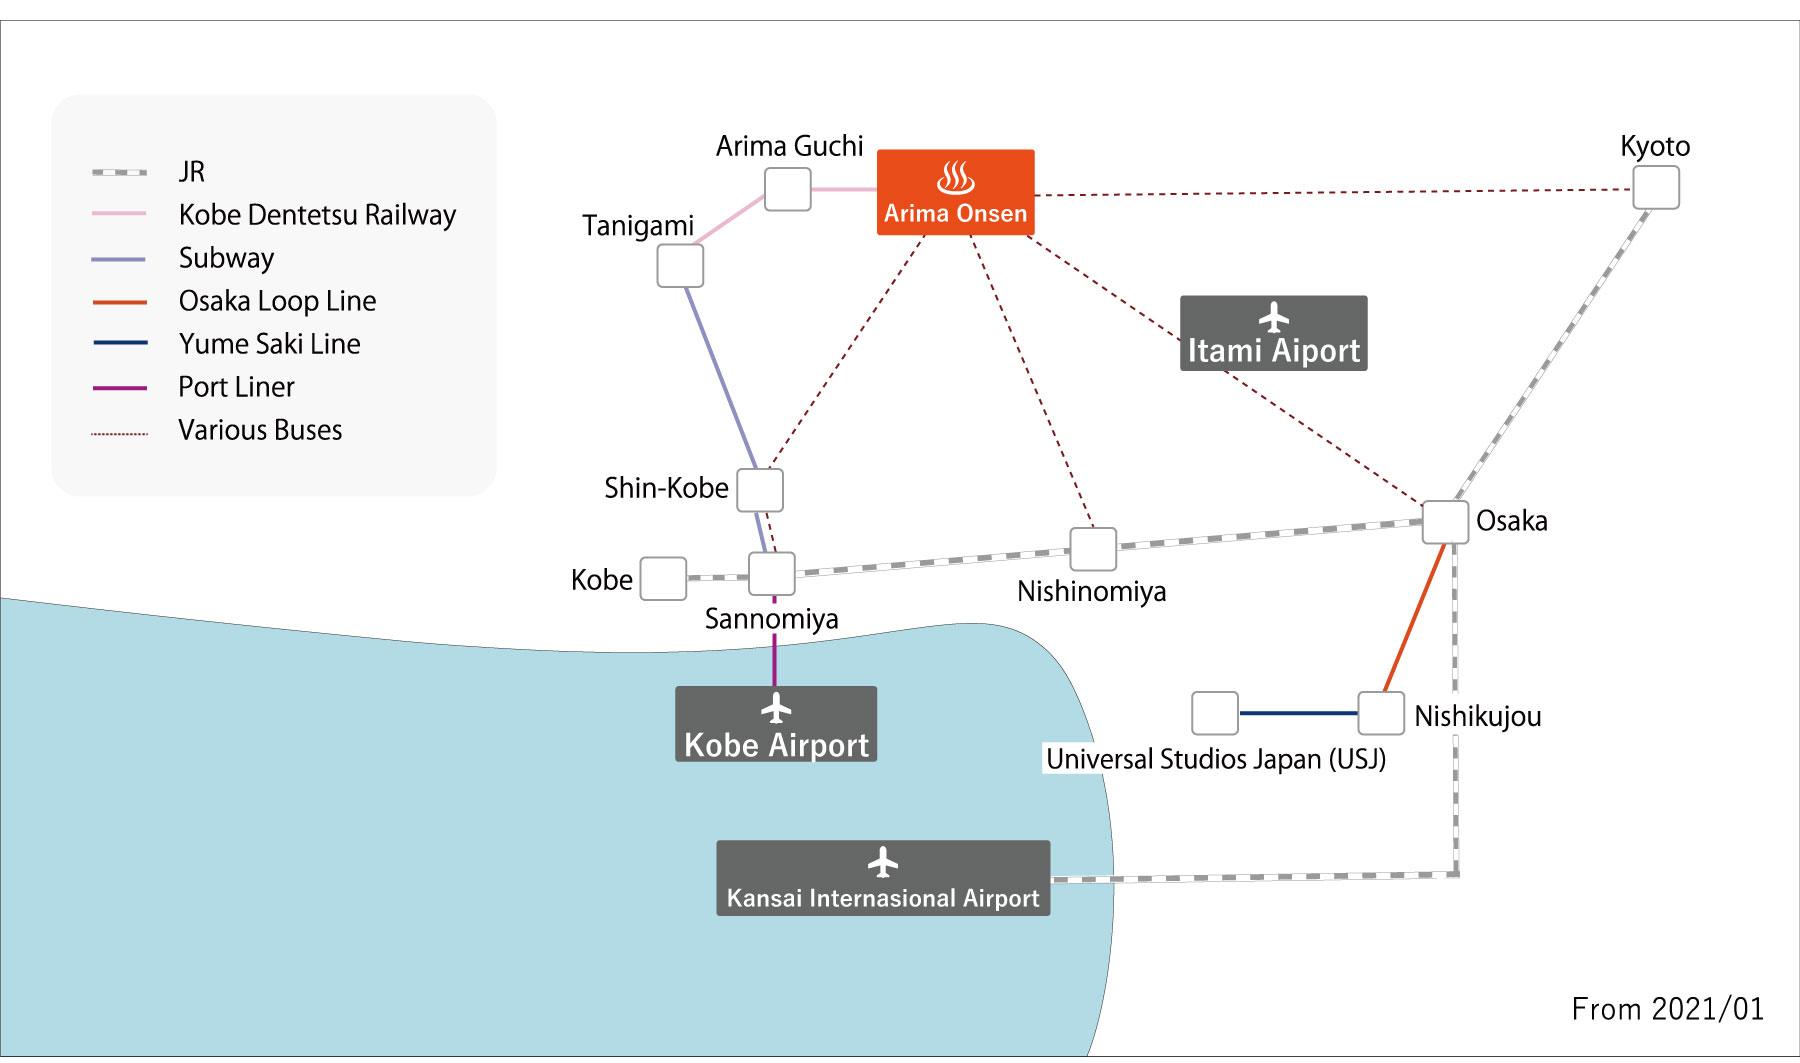 JR
Kobe Dentetsu Railway
Subway
Osaka Loop Line
Yume Saki Line
Port Liner
Various Buses
Arima Guchi
Arima Onsen
Kyoto
Tanigami
Itami Aiport
Shin-Kobe
Osaka
Kobe
Sannomiya
Nishinomiya
Nishikujou
Kobe Airport
Universal Studios Japan (USJ)
Kansai Internasional Airport
From 2021/01